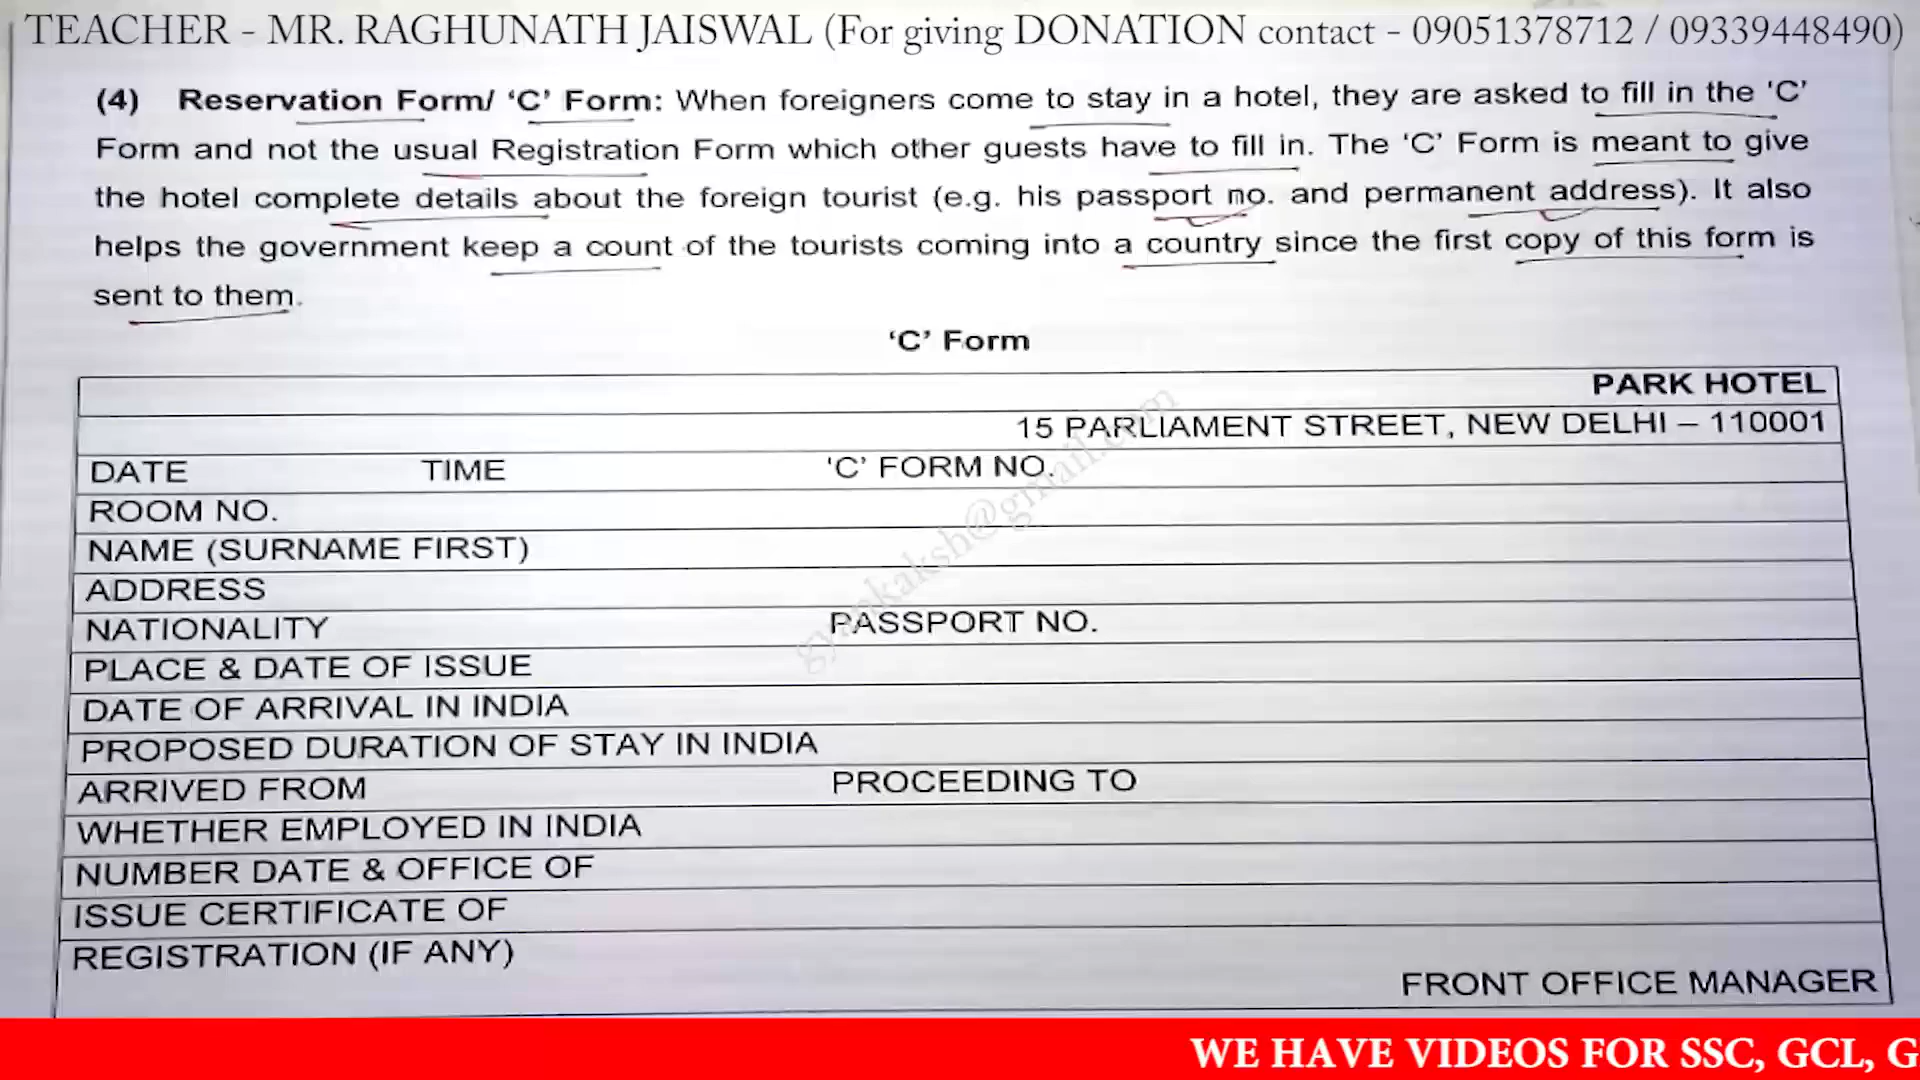 TEACHER - MR. RAGHUNATH JAISWAL (For giving DONATION contact - 09051378712 / 09339448490)
(4) Reservation Form/ ‘C’ Form: When foreigners come to stay in a hotel, they are asked to fill in the ‘C’
Form and not the usual Registration Form which other guests have to fill in. The ‘C’ Form is meant to give
the hotel complete details about the foreign tourist (e.g. his passport no. and permanent address). It also
helps the government keep a count of the tourists coming into a country since the first copy of this form is
sent to them.
‘C’ Form
PARK HOTEL
15 PARLIAMENT STREET, NEW DELHI – 110001
DATE TIME ‘C’ FORM NO.
ROOM NO.
NAME (SURNAME FIRST)
ADDRESS
NATIONALITY PASSPORT NO.
PLACE & DATE OF ISSUE
DATE OF ARRIVAL IN INDIA
PROPOSED DURATION OF STAY IN INDIA
ARRIVED FROM PROCEEDING TO
WHETHER EMPLOYED IN INDIA
NUMBER DATE & OFFICE OF
ISSUE CERTIFICATE OF
REGISTRATION (IF ANY)
FRONT OFFICE MANAGER
gyankaksh@gmail.com
WE HAVE VIDEOS FOR SSC, GCL, G